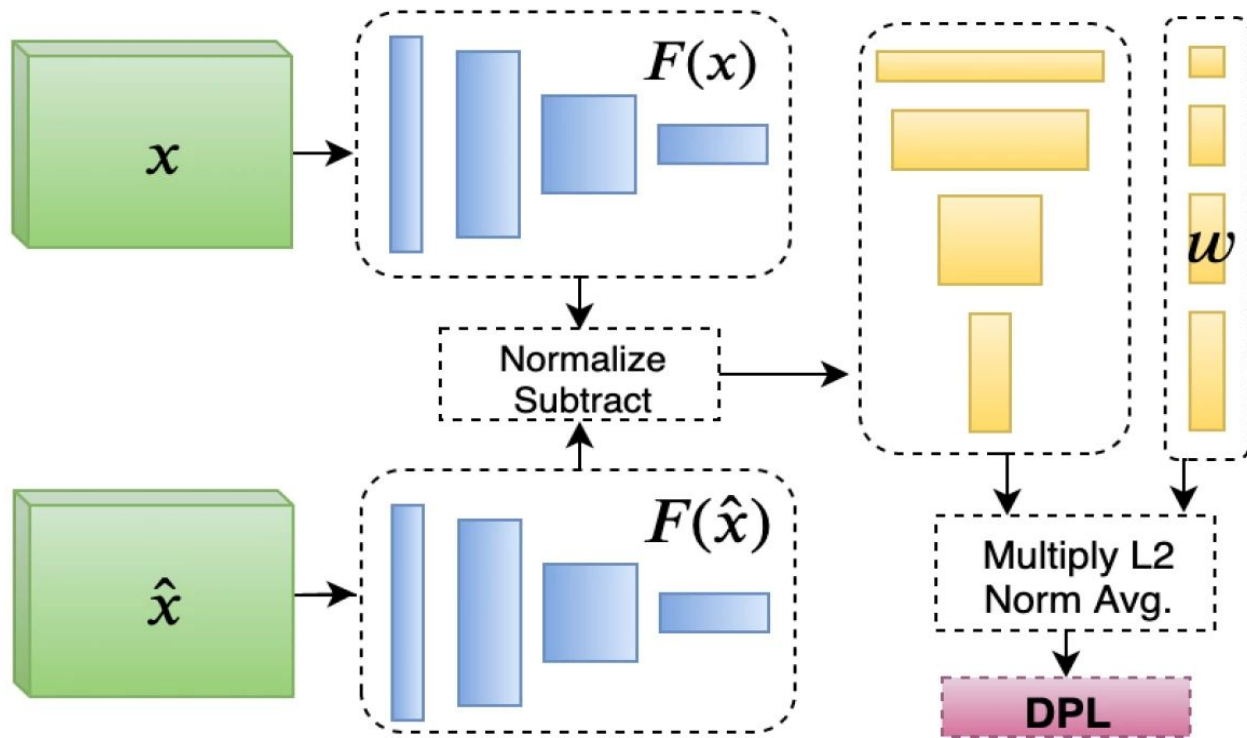 x
F(x)
Normalize
Subtract
w
x̂
F(x̂)
Multiply L2
Norm Avg.
DPL